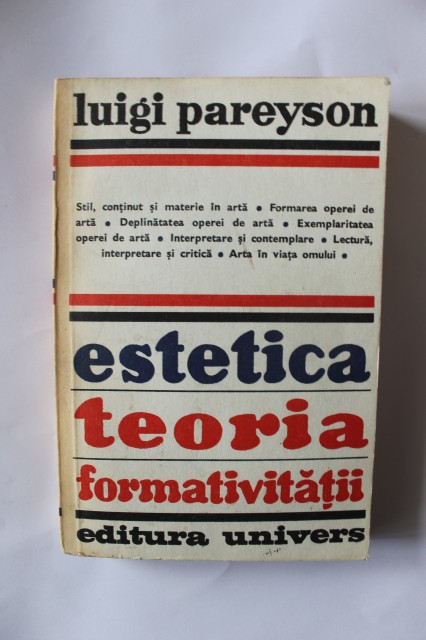 luigi pareyson
Stil, conținut și materie în artă • Formarea operei de
artă • Deplinătatea operei de artă • Exemplaritatea
operei de artă • Interpretare și contemplare • Lectură,
interpretare și critică • Arta în viața omului •
estetica
teoria
formativității
editura univers